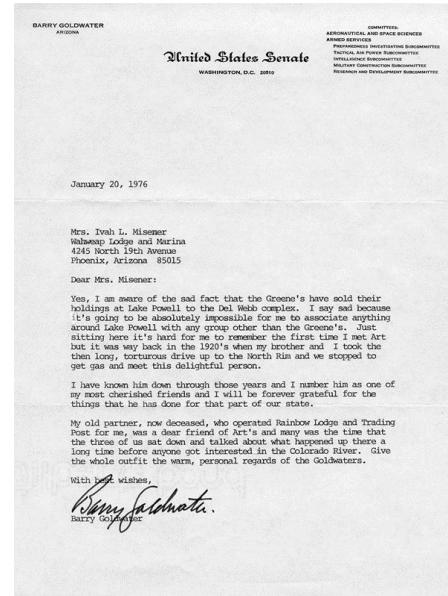 BARRY GOLDWATER
ARIZONA
COMMITTEES:
AERONAUTICAL AND SPACE SCIENCES
ARMED SERVICES
PREPAREDNESS INVESTIGATING SUBCOMMITTEE
TACTICAL AIR POWER SUBCOMMITTEE
INTELLIGENCE SUBCOMMITTEE
MILITARY CONSTRUCTION SUBCOMMITTEE
RESEARCH AND DEVELOPMENT SUBCOMMITTEE
United States Senate
WASHINGTON, D.C. 20510
January 20, 1976
Mrs. Ivah L. Misener
Wahweap Lodge and Marina
4245 North 19th Avenue
Phoenix, Arizona 85015
Dear Mrs. Misener:
Yes, I am aware of the sad fact that the Greene's have sold their
holdings at Lake Powell to the Del Webb complex. I say sad because
it's going to be absolutely impossible for me to associate anything
around Lake Powell with any group other than the Greene's. Just
sitting here it's hard for me to remember the first time I met Art
but it was way back in the 1920's when my brother and I took the
then long, torturous drive up to the North Rim and we stopped to
get gas and meet this delightful person.
I have known him down through those years and I number him as one of
my most cherished friends and I will be forever grateful for the
things that he has done for that part of our state.
My old partner, now deceased, who operated Rainbow Lodge and Trading
Post for me, was a dear friend of Art's and many was the time that
the three of us sat down and talked about what happened up there a
long time before anyone got interested in the Colorado River. Give
the whole outfit the warm, personal regards of the Goldwaters.
With best wishes,
Barry Goldwater.
Barry Goldwater